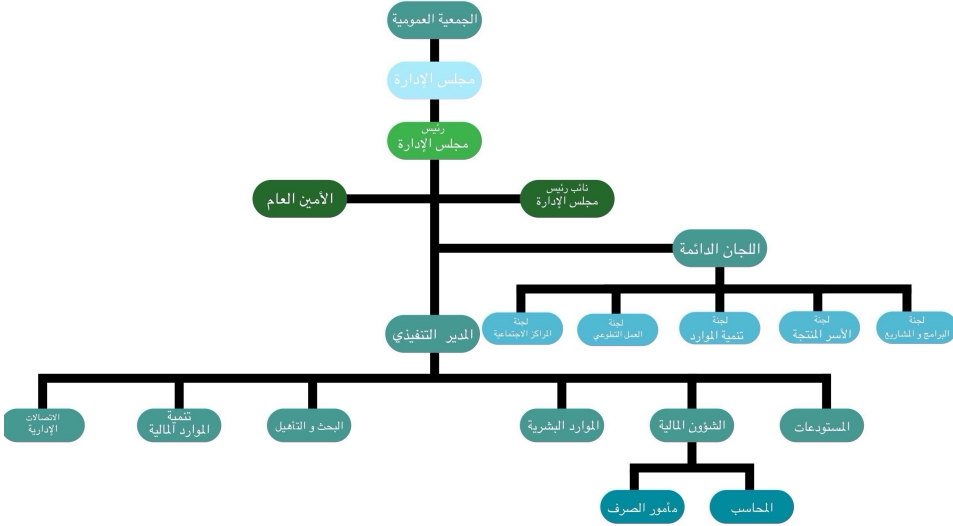 الجمعية العمومية
مجلس الإدارة
رئيس
مجلس الإدارة
نائب رئيس
مجلس الإدارة
الأمين العام
اللجان الدائمة
لجنة
البرامج و المشاريع
لجنة
الأسر المنتجة
لجنة
تنمية الموارد
لجنة
العمل التطوعي
لجنة
المراكز الاجتماعية
المدير التنفيذي
المستودعات
الشؤون المالية
الموارد البشرية
البحث و التأهيل
تنمية
الموارد المالية
الاتصالات
الإدارية
المحاسب
مأمور الصرف